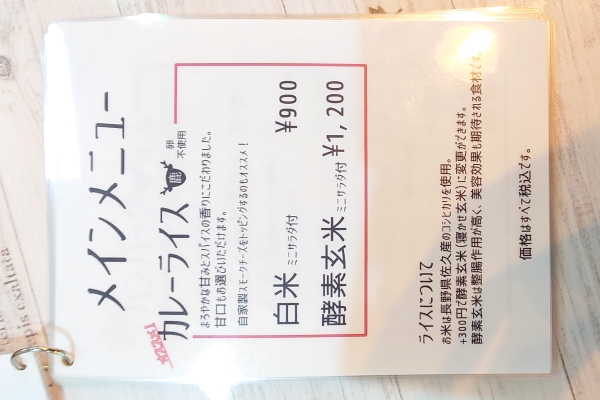 メインメニュー
オススメ!
カレーライス 鹿 卵不使用
まろやかな甘みとスパイスの香りにこだわりました。
甘口もお選びいただけます。
自家製スモークチーズをトッピングするのもオススメ!
白米 ミニサラダ付 ¥900
酵素玄米 ミニサラダ付 ¥1,200
ライスについて
お米は長野県佐久産のコシヒカリを使用。
+300円で酵素玄米(寝かせ玄米)に変更ができます。
酵素玄米は整腸作用が高く、美容効果も期待される食材です。
価格はすべて税込です。
pis exaltata